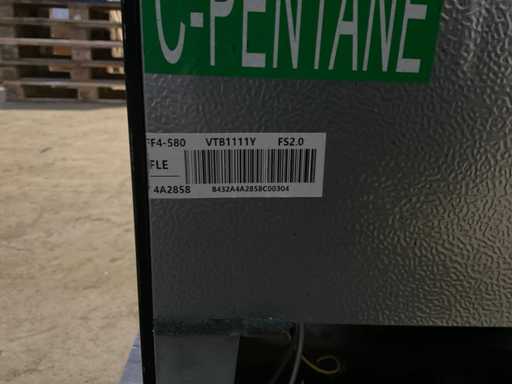 C-PENTANE
FF4-580 VTB1111Y FS2.0
FLE
4A2858
B432A4A2858C00304